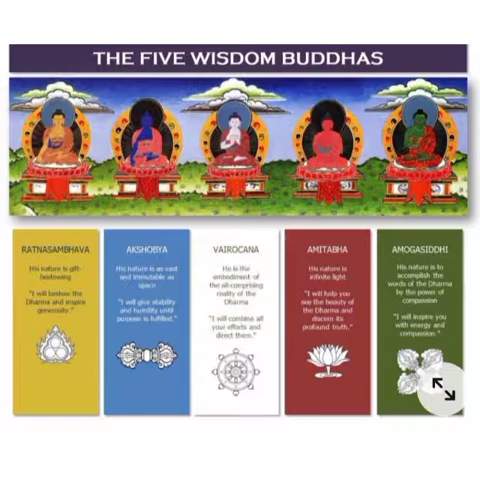 THE FIVE WISDOM BUDDHAS
RATNASAMBHAVA
His nature is gift-
bestowing
"I will bestow the
Dharma and inspire
generosity."
AKSHOBYA
His nature is as vast
and immutable as
space
"I will give stability
and humility until
purpose is fulfilled."
VAIROCANA
He is the
embodiment of
the all-comprising
reality of the
Dharma
"I will combine all
your efforts and
direct them."
AMITABHA
His nature is
infinite light
"I will help you
see the beauty of
the Dharma and
discern its
profound truth."
AMOGASIDDHI
His nature is to
accomplish the
words of the Dharma
by the power of
compassion
"I will inspire you
with energy and
compassion."